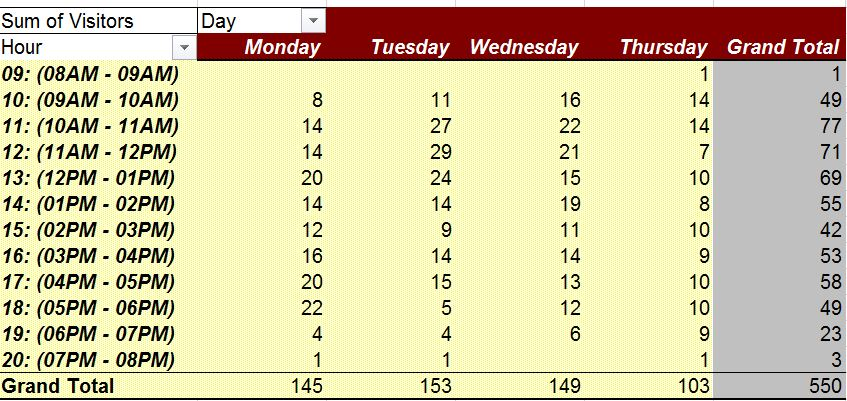 Sum of Visitors Day
Hour Monday Tuesday Wednesday Thursday Grand Total
09: (08AM - 09AM) 1 1
10: (09AM - 10AM) 8 11 16 14 49
11: (10AM - 11AM) 14 27 22 14 77
12: (11AM - 12PM) 14 29 21 7 71
13: (12PM - 01PM) 20 24 15 10 69
14: (01PM - 02PM) 14 14 19 8 55
15: (02PM - 03PM) 12 9 11 10 42
16: (03PM - 04PM) 16 14 14 9 53
17: (04PM - 05PM) 20 15 13 10 58
18: (05PM - 06PM) 22 5 12 10 49
19: (06PM - 07PM) 4 4 6 9 23
20: (07PM - 08PM) 1 1 1 3
Grand Total 145 153 149 103 550